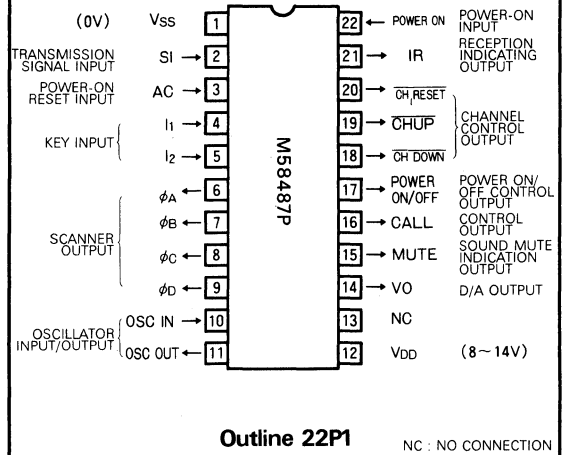 (0V) VSS 1
TRANSMISSION SIGNAL INPUT SI → 2
POWER-ON RESET INPUT AC → 3
KEY INPUT
I1 → 4
I2 → 5
SCANNER OUTPUT
φA ← 6
φB ← 7
φC ← 8
φD ← 9
OSCILLATOR INPUT/OUTPUT
OSC IN → 10
OSC OUT ← 11
M58487P
22 ← POWER ON POWER-ON INPUT
21 → IR RECEPTION INDICATING OUTPUT
20 → CH RESET
19 → CHUP
18 → CH DOWN
CHANNEL CONTROL OUTPUT
17 → POWER ON/OFF POWER ON/OFF CONTROL OUTPUT
16 → CALL CONTROL OUTPUT
15 → MUTE SOUND MUTE INDICATION OUTPUT
14 → VO D/A OUTPUT
13 NC
12 VDD (8~14V)
Outline 22P1
NC : NO CONNECTION